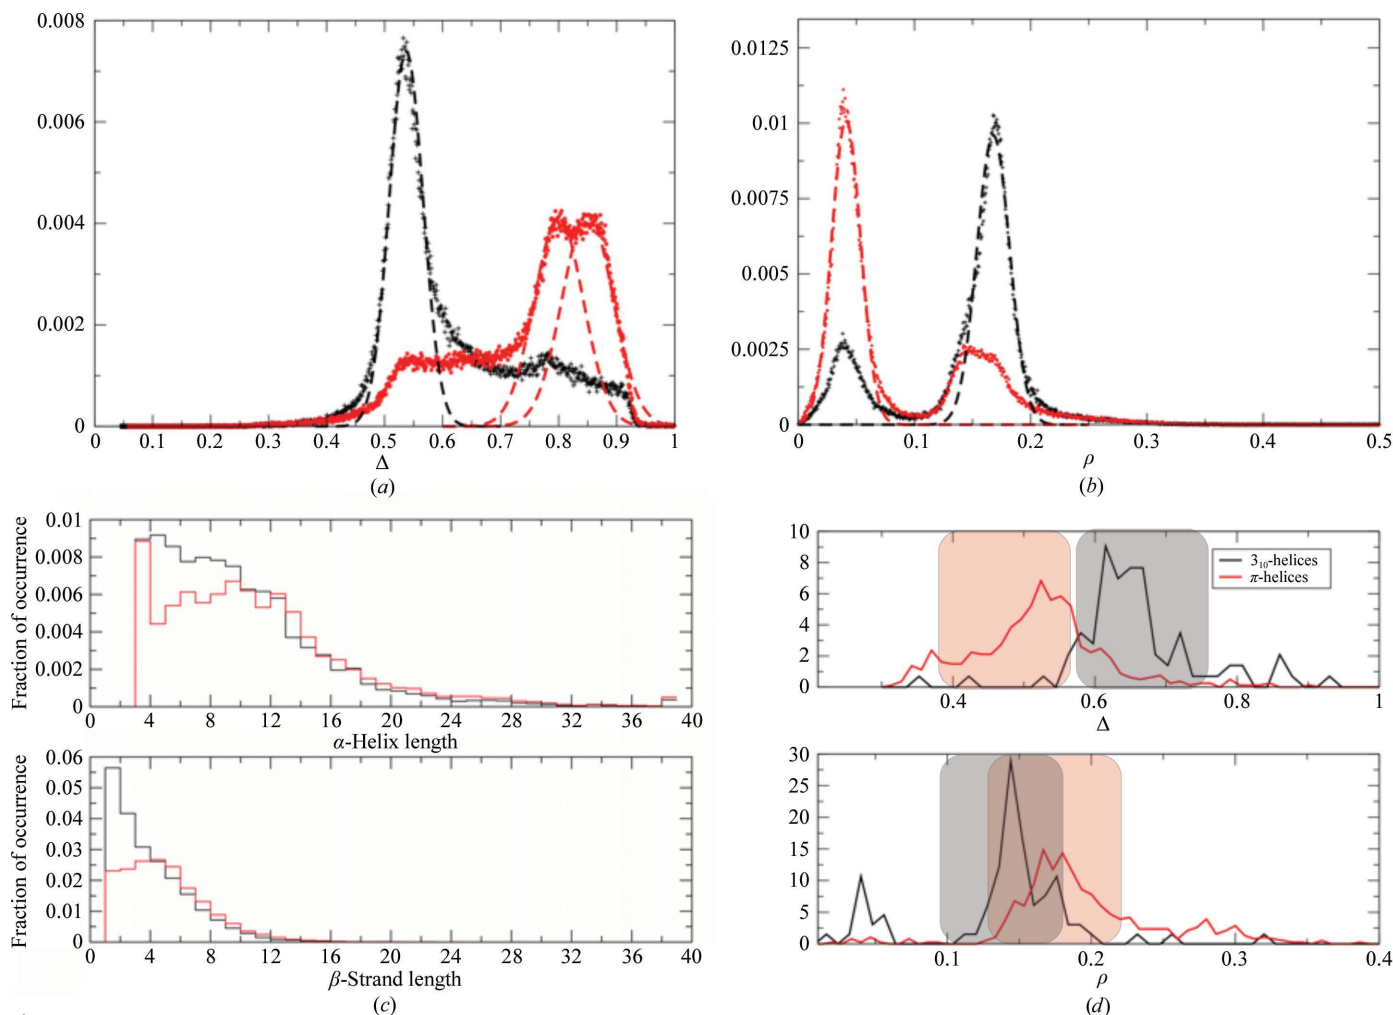 0.008
0.006
0.004
0.002
0
0 0.1 0.2 0.3 0.4 0.5 0.6 0.7 0.8 0.9 1
Δ
(a)
0.0125
0.01
0.0075
0.005
0.0025
0
0 0.1 0.2 0.3 0.4 0.5
ρ
(b)
Fraction of occurrence
0.01
0.008
0.006
0.004
0.002
0
0 4 8 12 16 20 24 28 32 36 40
α-Helix length
Fraction of occurrence
0.06
0.05
0.04
0.03
0.02
0.01
0
0 4 8 12 16 20 24 28 32 36 40
β-Strand length
(c)
10
8
6
4
2
0
3₁₀-helices
π-helices
0.4 0.6 0.8 1
Δ
30
25
20
15
10
5
0
0.1 0.2 0.3 0.4
ρ
(d)